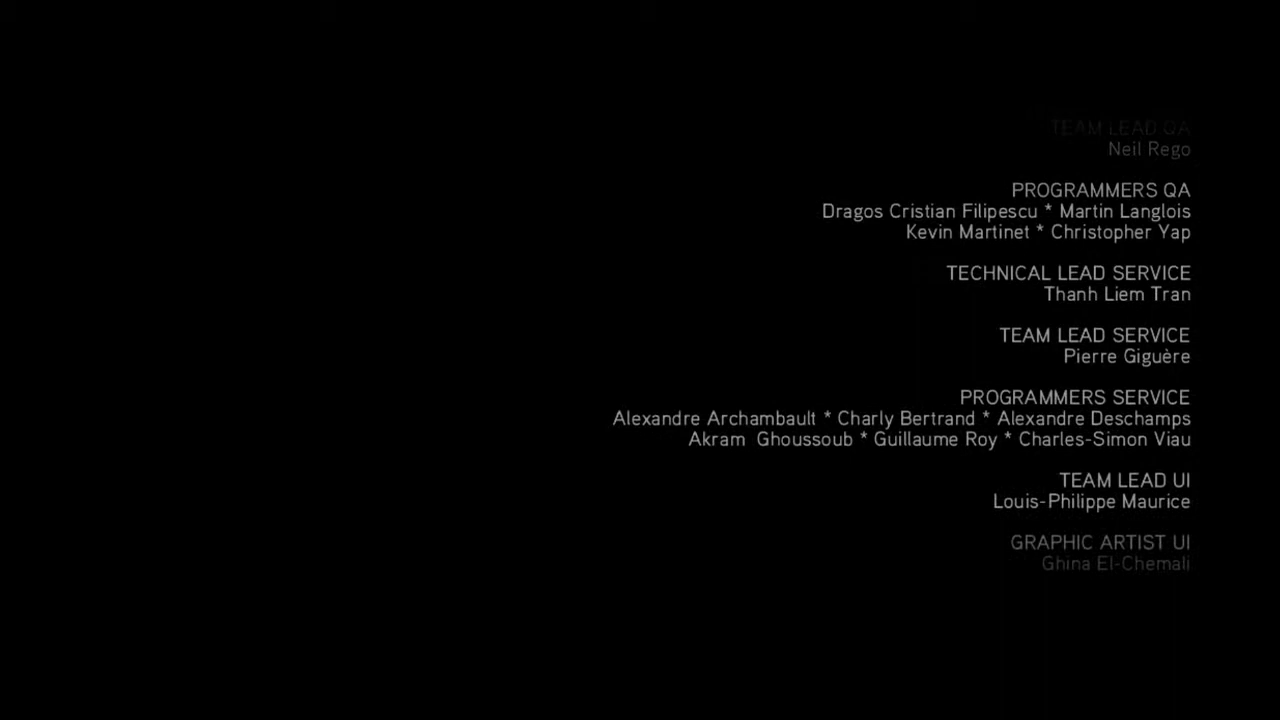 TEAM LEAD QA
Neil Rego
PROGRAMMERS QA
Dragos Cristian Filipescu * Martin Langlois
Kevin Martinet * Christopher Yap
TECHNICAL LEAD SERVICE
Thanh Liem Tran
TEAM LEAD SERVICE
Pierre Giguère
PROGRAMMERS SERVICE
Alexandre Archambault * Charly Bertrand * Alexandre Deschamps
Akram  Ghoussoub * Guillaume Roy * Charles-Simon Viau
TEAM LEAD UI
Louis-Philippe Maurice
GRAPHIC ARTIST UI
Ghina El-Chemali